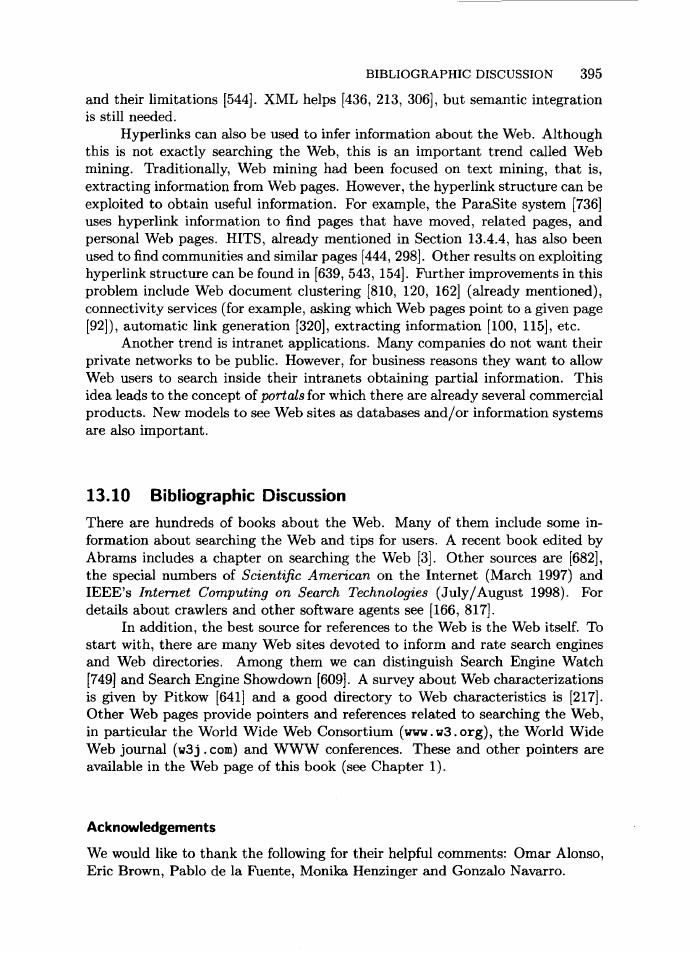 BIBLIOGRAPHIC DISCUSSION 395
and their limitations [544]. XML helps [436, 213, 306], but semantic integration
is still needed.
Hyperlinks can also be used to infer information about the Web. Although
this is not exactly searching the Web, this is an important trend called Web
mining. Traditionally, Web mining had been focused on text mining, that is,
extracting information from Web pages. However, the hyperlink structure can be
exploited to obtain useful information. For example, the ParaSite system [736]
uses hyperlink information to find pages that have moved, related pages, and
personal Web pages. HITS, already mentioned in Section 13.4.4, has also been
used to find communities and similar pages [444, 298]. Other results on exploiting
hyperlink structure can be found in [639, 543, 154]. Further improvements in this
problem include Web document clustering [810, 120, 162] (already mentioned),
connectivity services (for example, asking which Web pages point to a given page
[92]), automatic link generation [320], extracting information [100, 115], etc.
Another trend is intranet applications. Many companies do not want their
private networks to be public. However, for business reasons they want to allow
Web users to search inside their intranets obtaining partial information. This
idea leads to the concept of portals for which there are already several commercial
products. New models to see Web sites as databases and/or information systems
are also important.
13.10 Bibliographic Discussion
There are hundreds of books about the Web. Many of them include some in-
formation about searching the Web and tips for users. A recent book edited by
Abrams includes a chapter on searching the Web [3]. Other sources are [682],
the special numbers of Scientific American on the Internet (March 1997) and
IEEE's Internet Computing on Search Technologies (July/August 1998). For
details about crawlers and other software agents see [166, 817].
In addition, the best source for references to the Web is the Web itself. To
start with, there are many Web sites devoted to inform and rate search engines
and Web directories. Among them we can distinguish Search Engine Watch
[749] and Search Engine Showdown [609]. A survey about Web characterizations
is given by Pitkow [641] and a good directory to Web characteristics is [217].
Other Web pages provide pointers and references related to searching the Web,
in particular the World Wide Web Consortium (www.w3.org), the World Wide
Web journal (w3j.com) and WWW conferences. These and other pointers are
available in the Web page of this book (see Chapter 1).
Acknowledgements
We would like to thank the following for their helpful comments: Omar Alonso,
Eric Brown, Pablo de la Fuente, Monika Henzinger and Gonzalo Navarro.